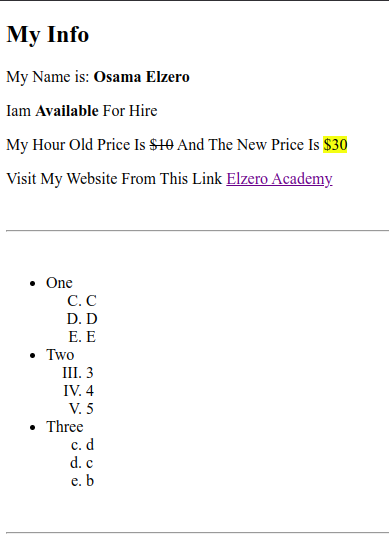 My Info
My Name is: Osama Elzero
Iam Available For Hire
My Hour Old Price Is $10 And The New Price Is $30
Visit My Website From This Link Elzero Academy
• One
C. C
D. D
E. E
• Two
III. 3
IV. 4
V. 5
• Three
c. d
d. c
e. b